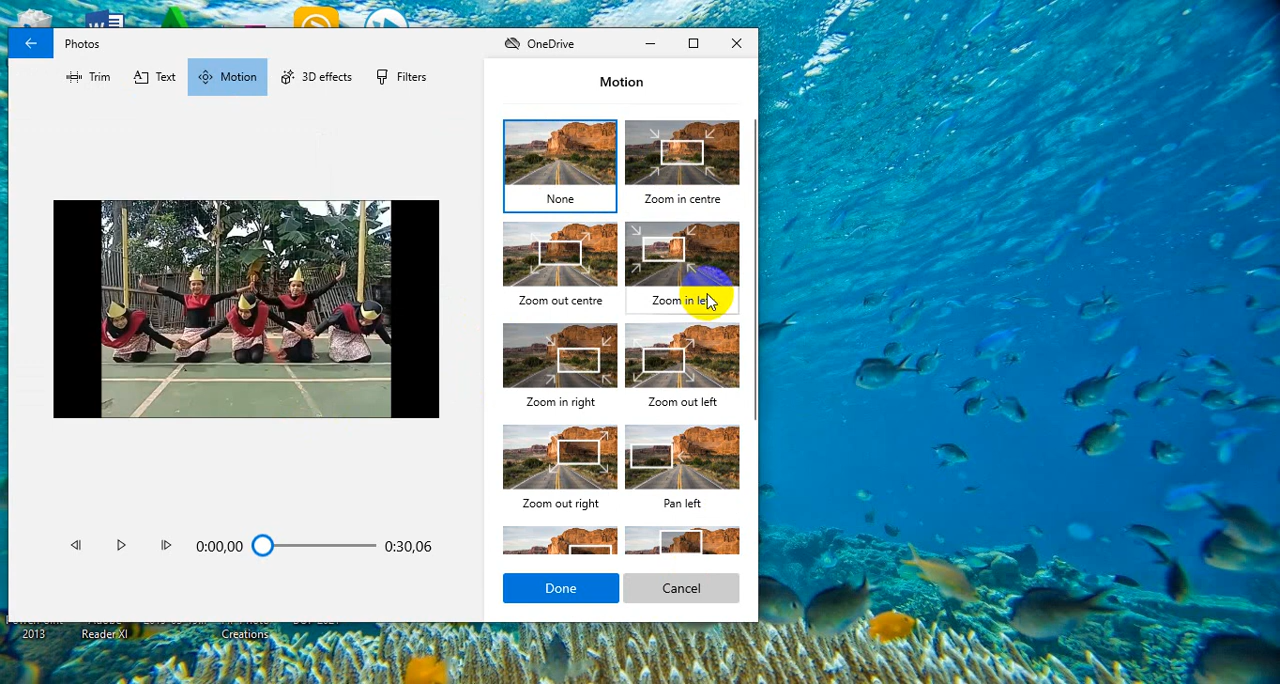 Photos
OneDrive
Trim
Text
Motion
3D effects
Filters
Motion
None
Zoom in centre
Zoom out centre
Zoom in
Zoom in right
Zoom out left
Zoom out right
Pan left
0:00,00
0:30,06
Done
Cancel
2013
Reader XI
Creations